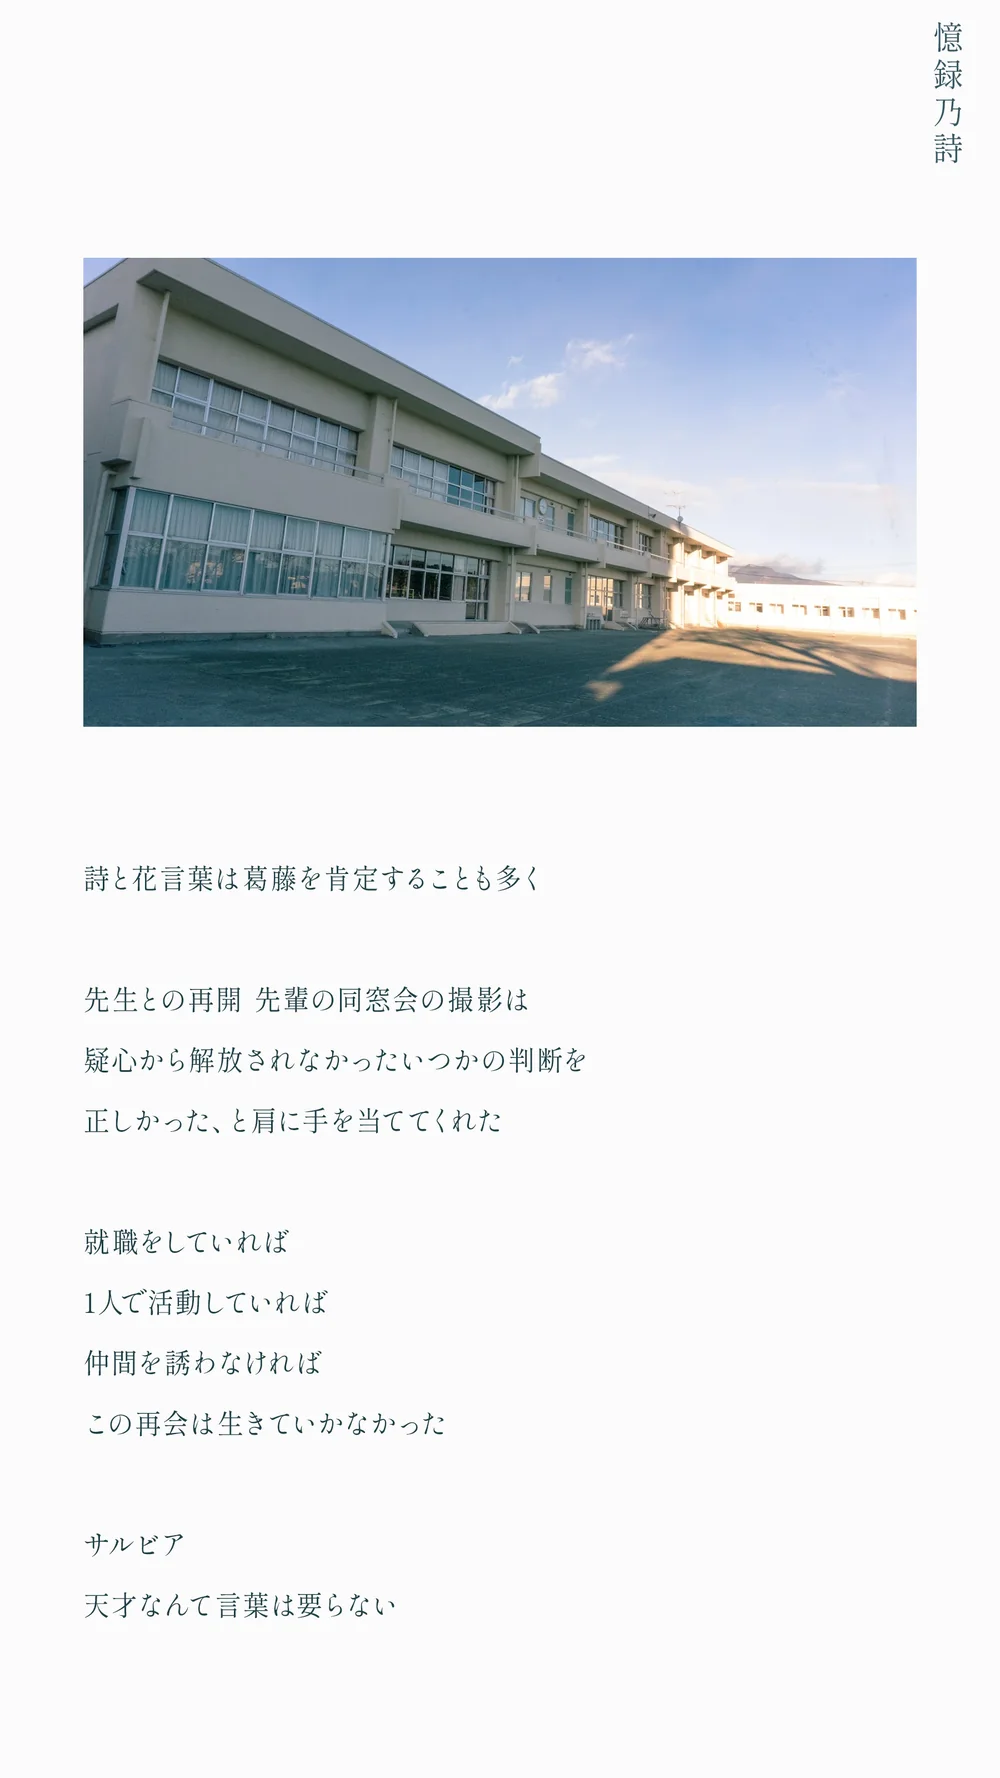 憶録乃詩
詩と花言葉は葛藤を肯定することも多く
先生との再開 先輩の同窓会の撮影は
疑心から解放されなかったいつかの判断を
正しかった、と肩に手を当ててくれた
就職をしていれば
1人で活動していれば
仲間を誘わなければ
この再会は生きていかなかった
サルビア
天才なんて言葉は要らない